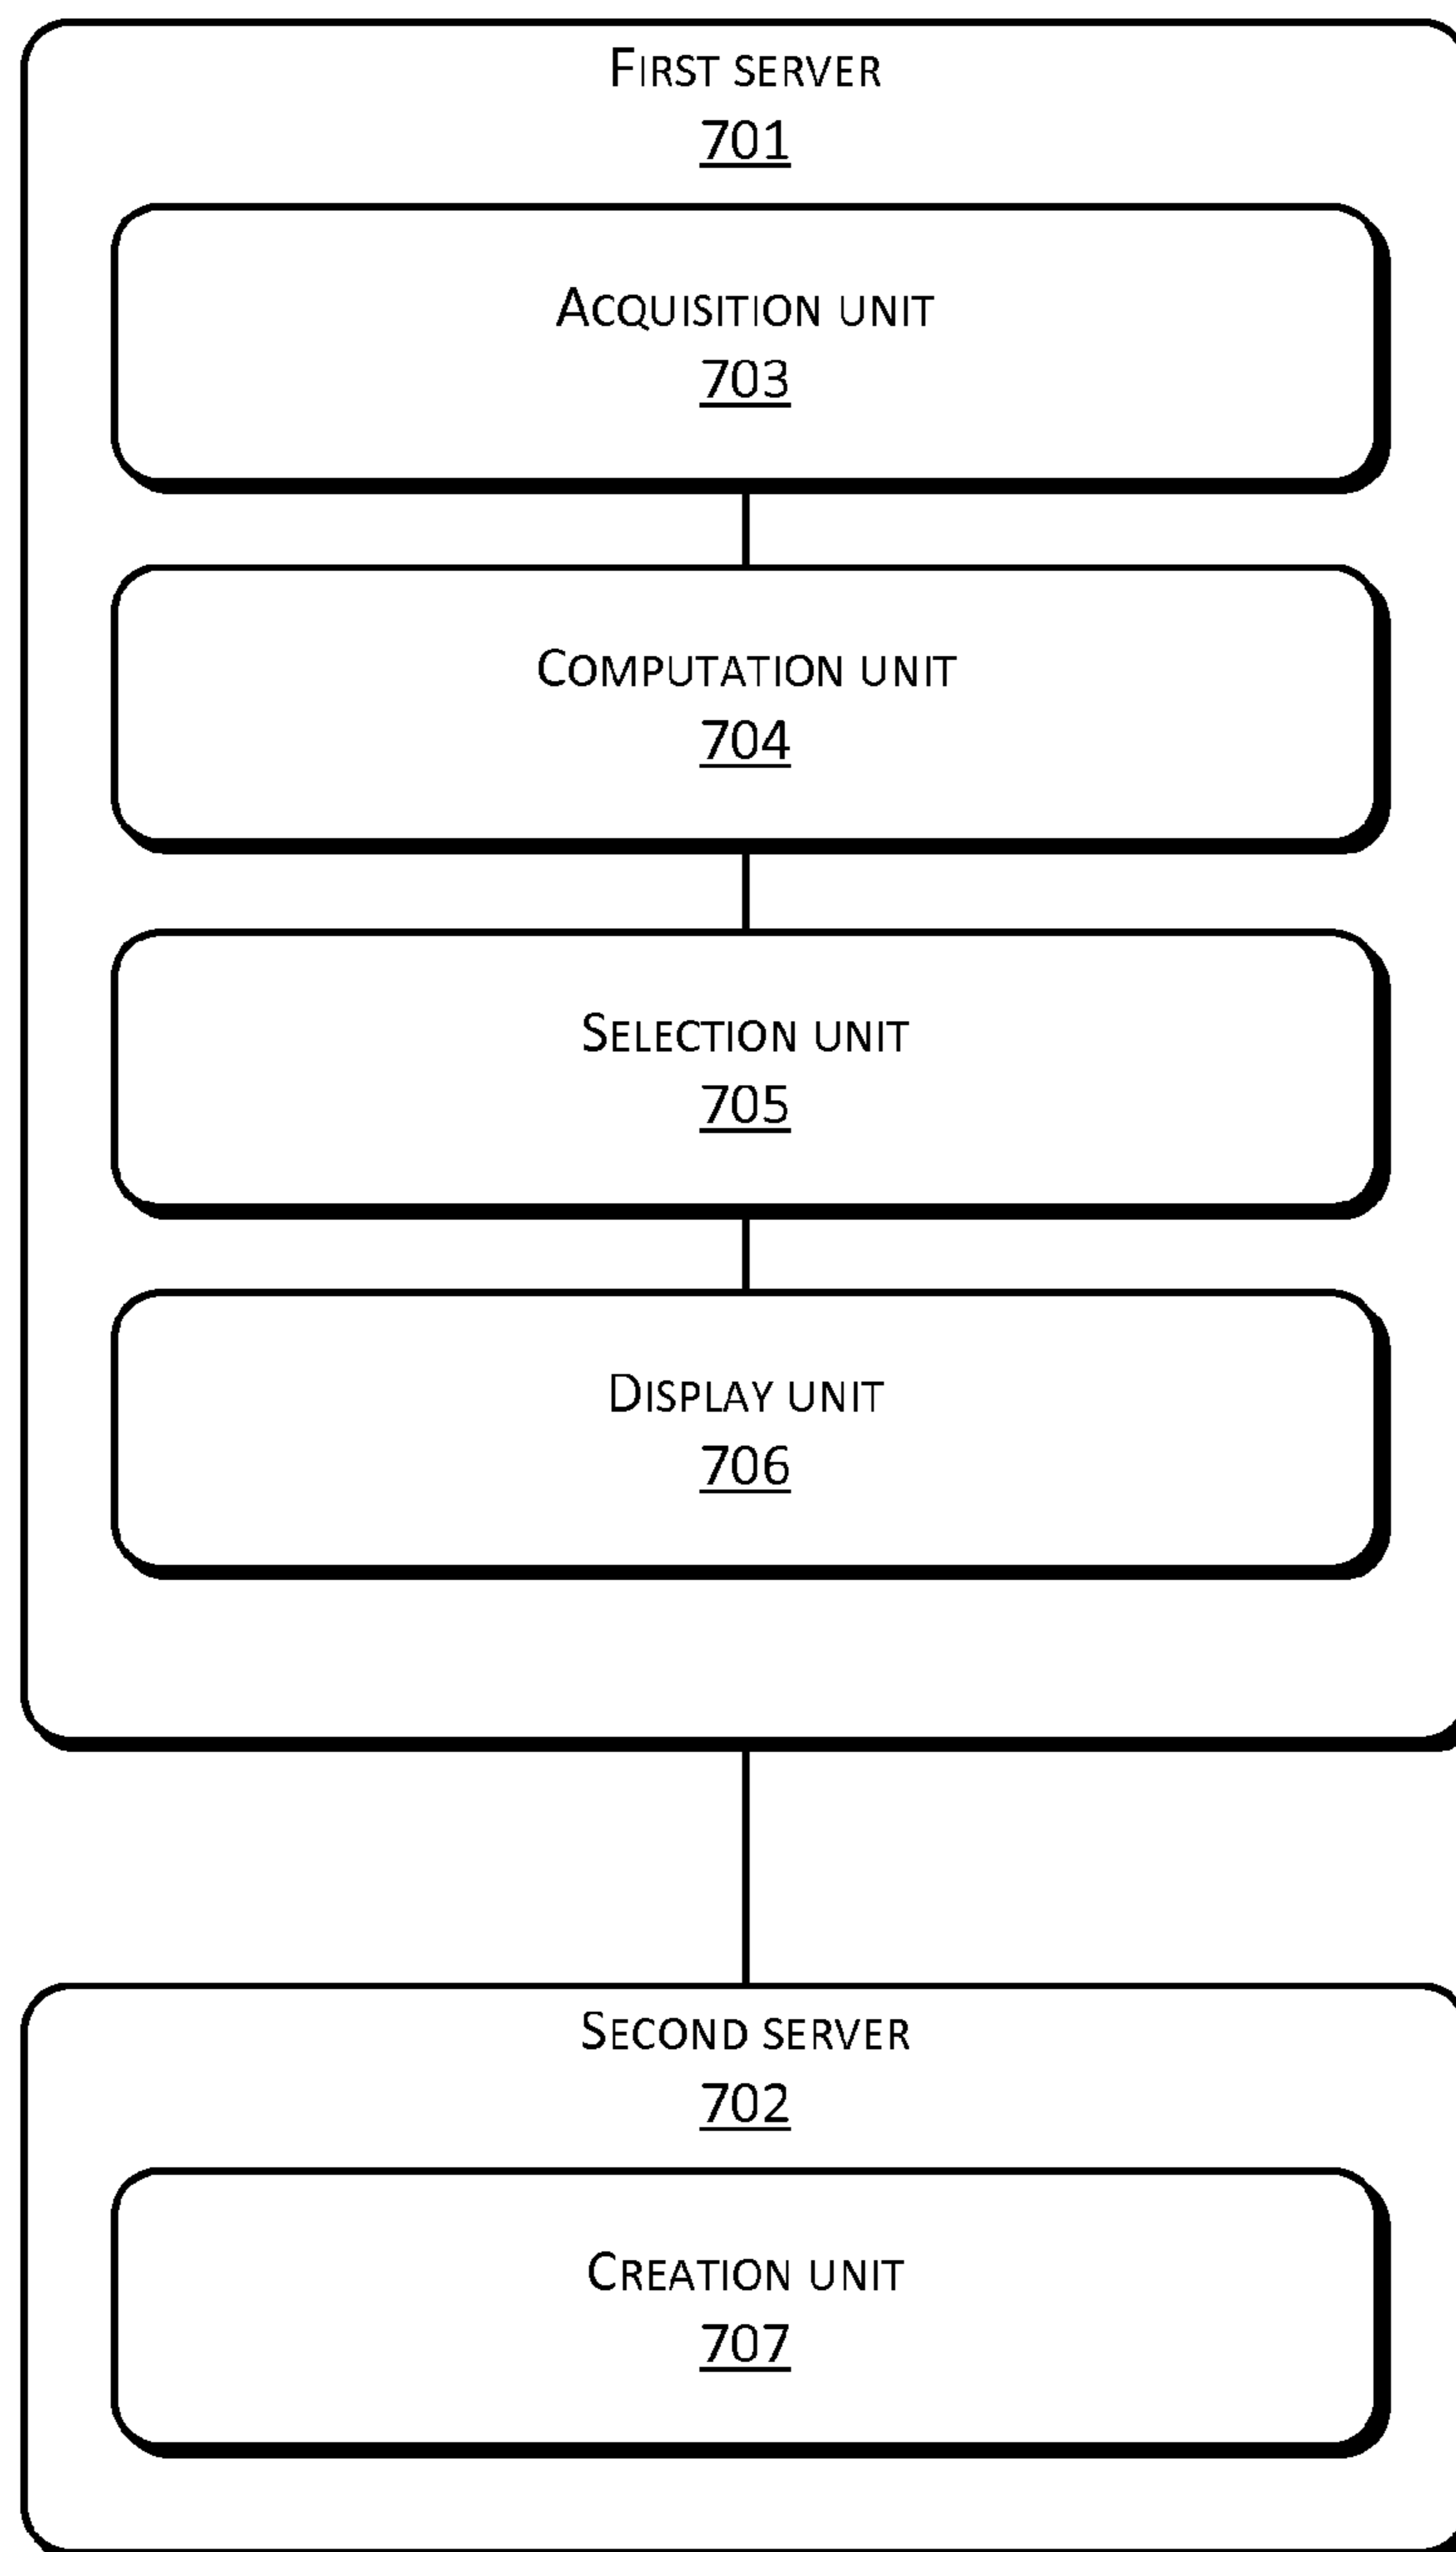 First server
701
Acquisition unit
703
Computation unit
704
Selection unit
705
Display unit
706
Second server
702
Creation unit
707